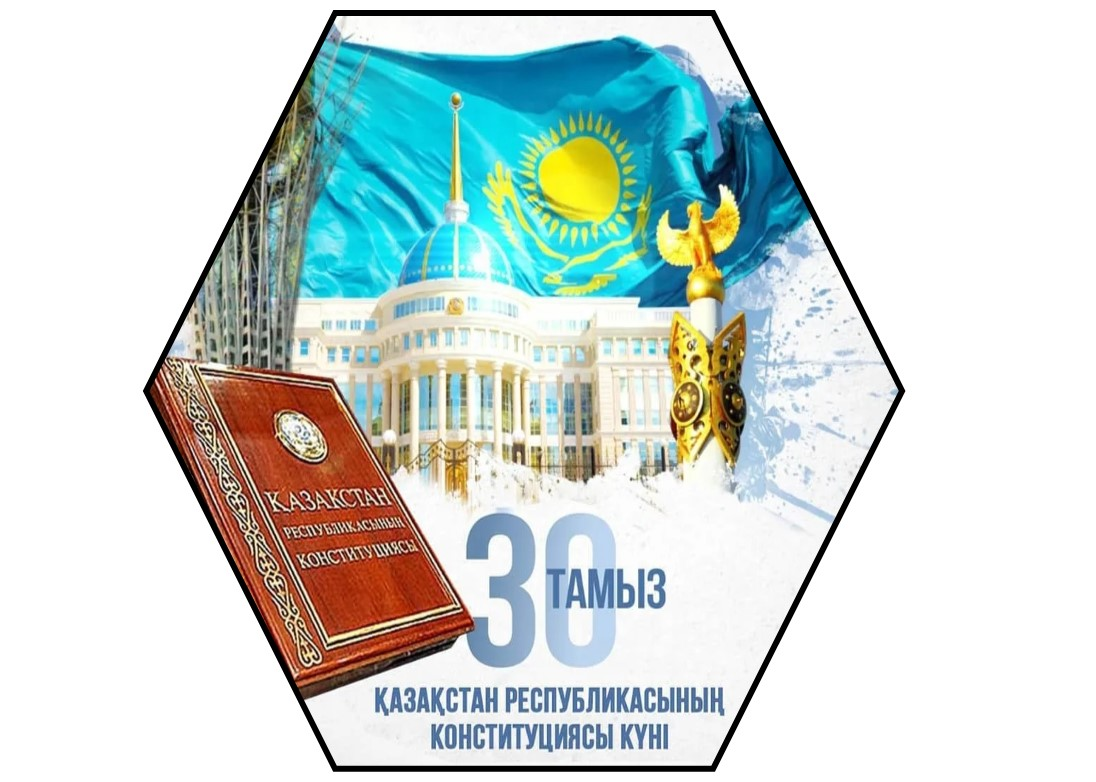 ҚАЗАҚСТАН
РЕСПУБЛИКАСЫНЫҢ
КОНСТИТУЦИЯСЫ
30
ТАМЫЗ
ҚАЗАҚСТАН РЕСПУБЛИКАСЫНЫҢ
КОНСТИТУЦИЯСЫ КҮНІ